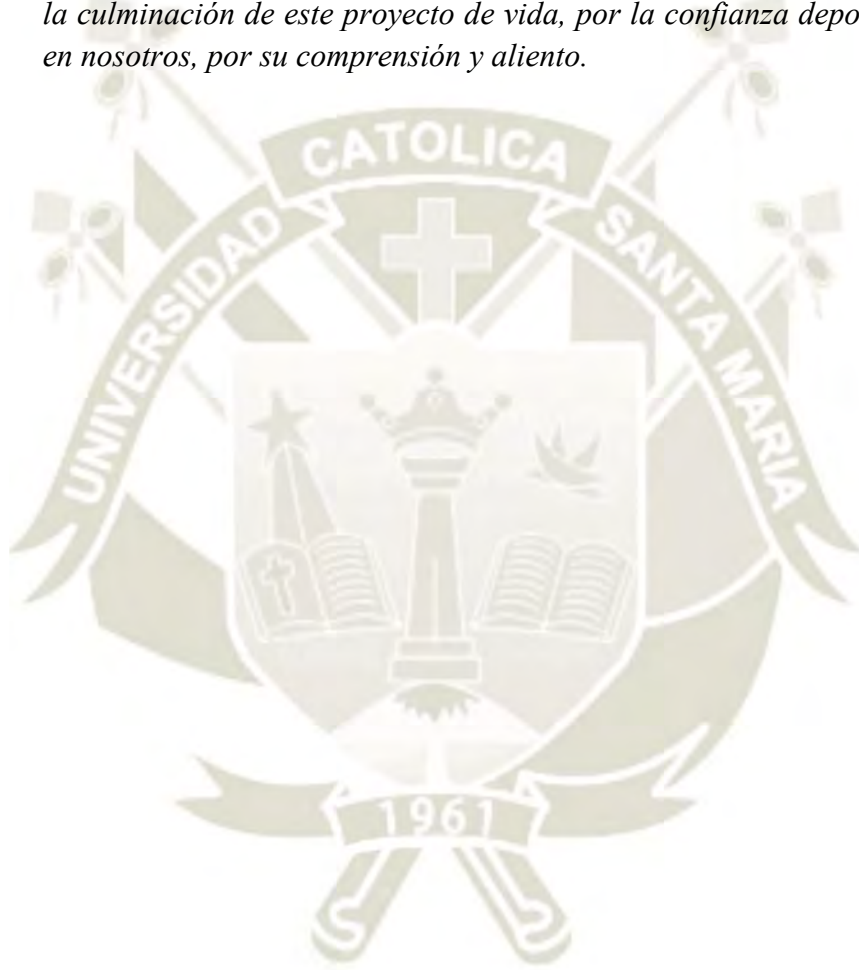 la culminación de este proyecto de vida, por la confianza depo
en nosotros, por su comprensión y aliento.
CATOLICA
UNIVERSIDAD
SANTA MARIA
1961